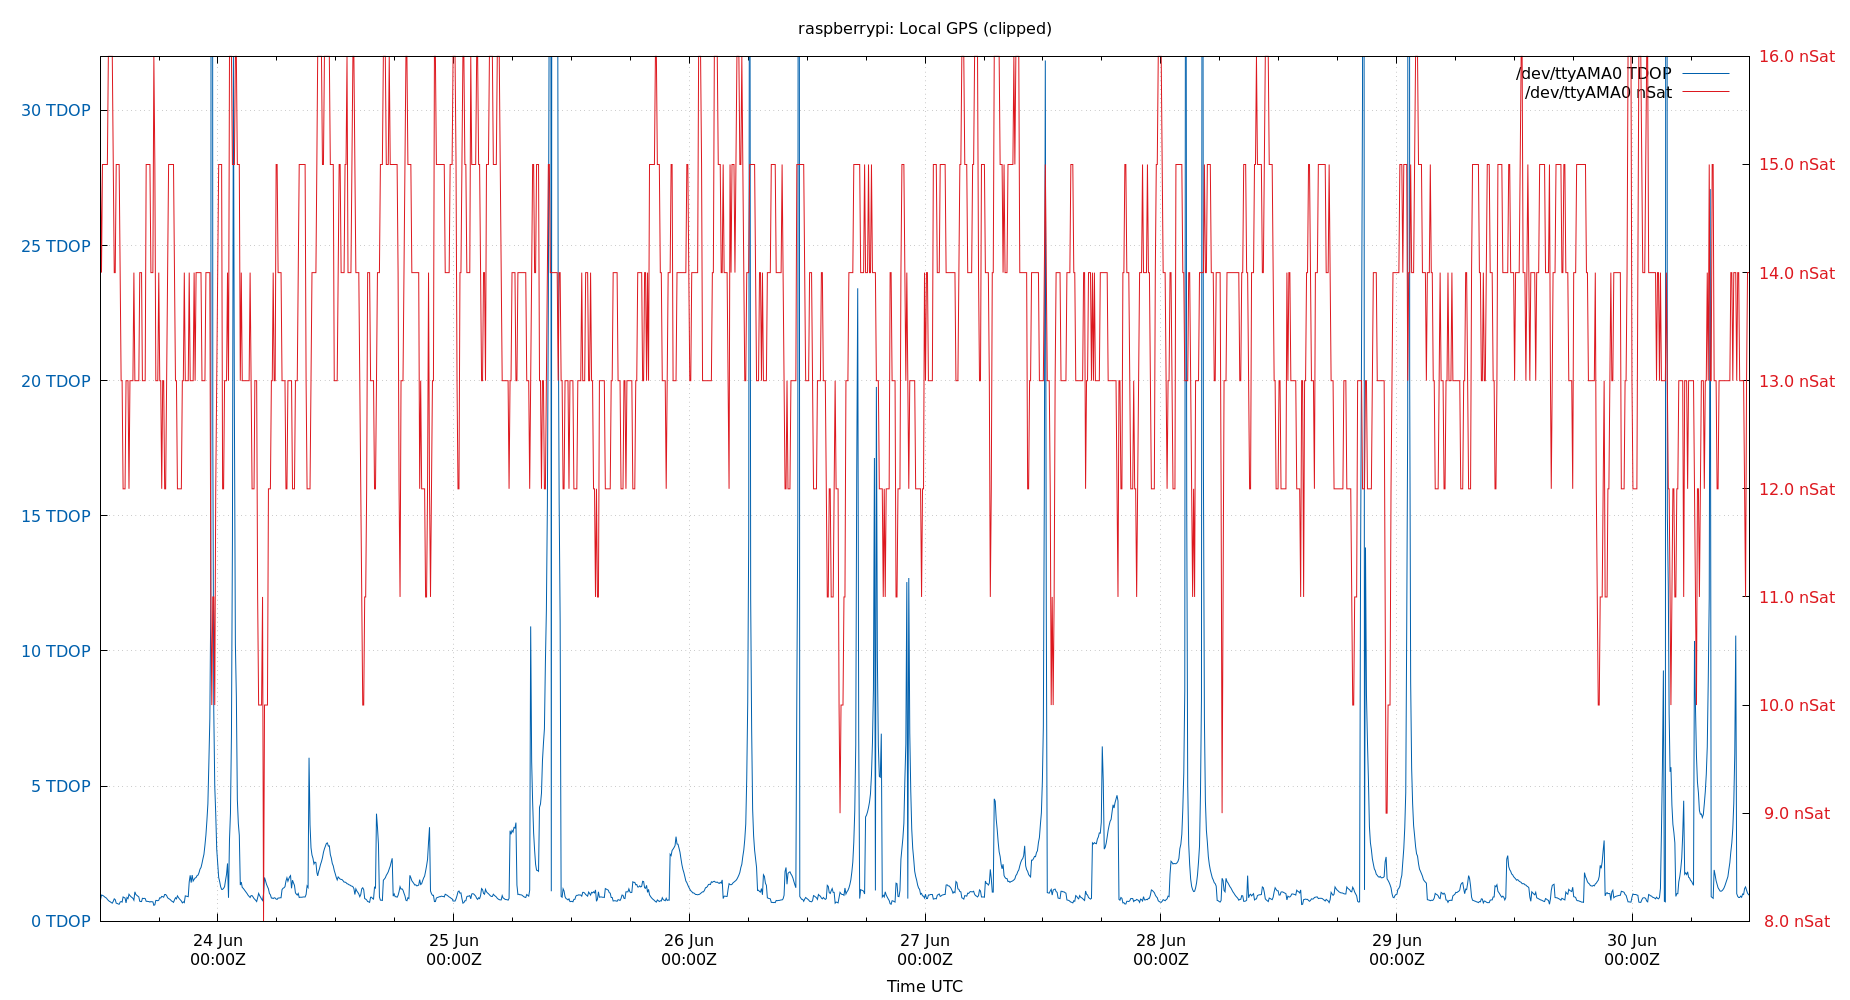 raspberrypi: Local GPS (clipped)
/dev/ttyAMA0 TDOP
/dev/ttyAMA0 nSat
30 TDOP
25 TDOP
20 TDOP
15 TDOP
10 TDOP
5 TDOP
0 TDOP
16.0 nSat
15.0 nSat
14.0 nSat
13.0 nSat
12.0 nSat
11.0 nSat
10.0 nSat
9.0 nSat
8.0 nSat
24 Jun
00:00Z
25 Jun
00:00Z
26 Jun
00:00Z
27 Jun
00:00Z
28 Jun
00:00Z
29 Jun
00:00Z
30 Jun
00:00Z
Time UTC